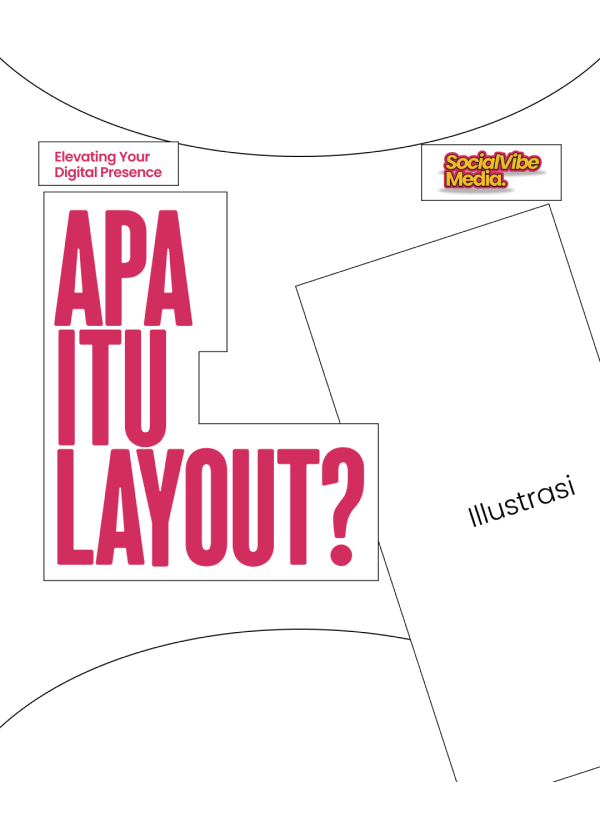 Elevating Your
Digital Presence
SocialVibe
Media.
APA
ITU
LAYOUT?
Illustrasi